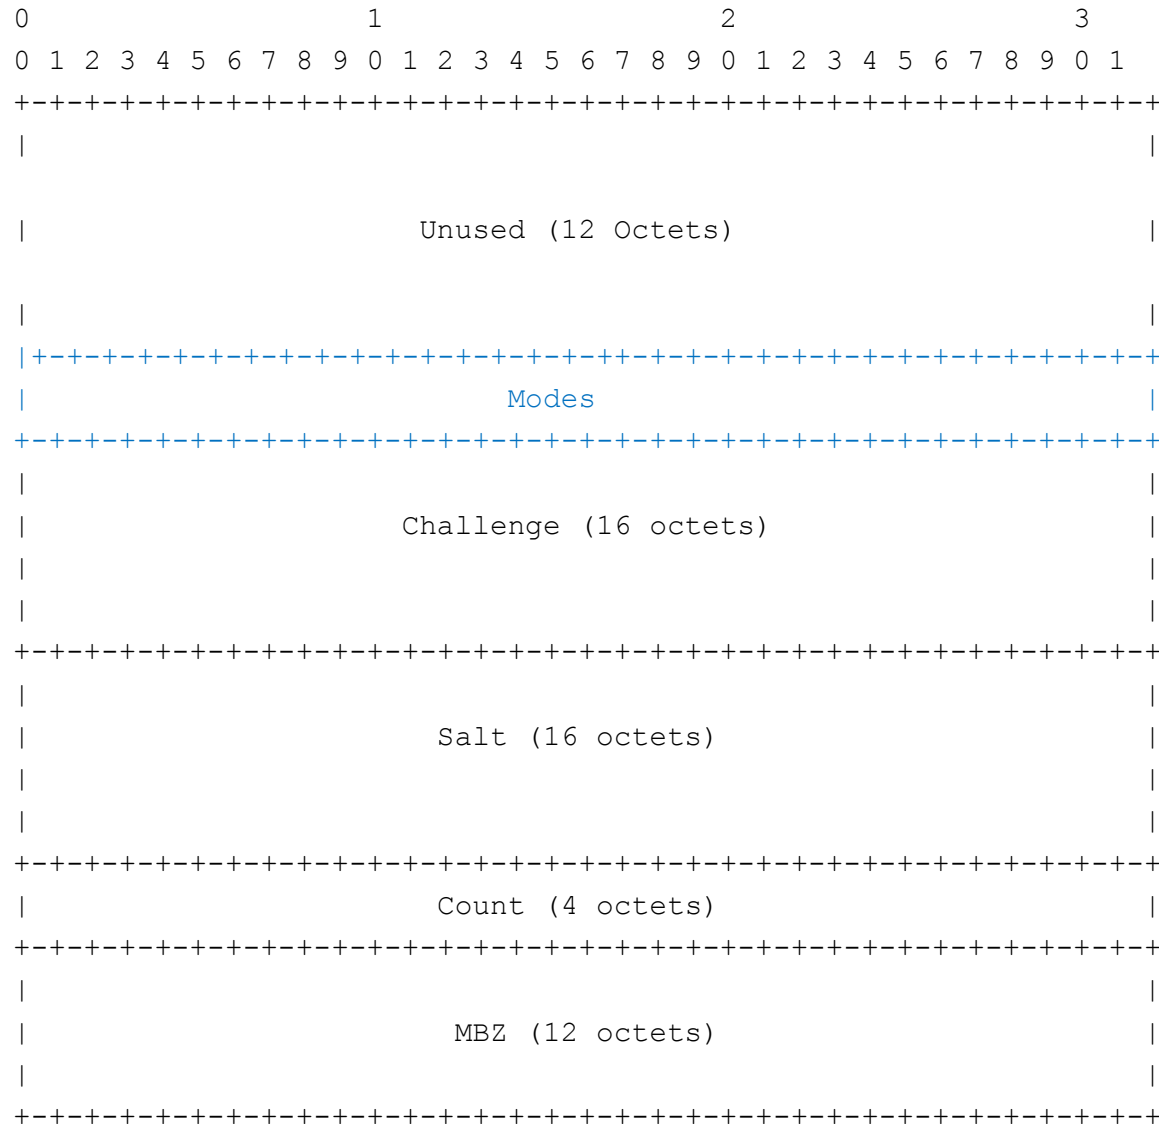 0                   1                   2                   3
0 1 2 3 4 5 6 7 8 9 0 1 2 3 4 5 6 7 8 9 0 1 2 3 4 5 6 7 8 9 0 1
+-+-+-+-+-+-+-+-+-+-+-+-+-+-+-+-+-+-+-+-+-+-+-+-+-+-+-+-+-+-+-+-+
|                                                               |
|                      Unused (12 Octets)                       |
|                                                               |
|+-+-+-+-+-+-+-+-+-+-+-+-+-+-+-+-++-+-+-+-+-+-+-+-+-+-+-+-+-+-+-+
|                           Modes                               |
+-+-+-+-+-+-+-+-+-+-+-+-+-+-+-+-+-+-+-+-+-+-+-+-+-+-+-+-+-+-+-+-+
|                                                               |
|                     Challenge (16 octets)                     |
|                                                               |
|                                                               |
+-+-+-+-+-+-+-+-+-+-+-+-+-+-+-+-+-+-+-+-+-+-+-+-+-+-+-+-+-+-+-+-+
|                                                               |
|                       Salt (16 octets)                        |
|                                                               |
|                                                               |
+-+-+-+-+-+-+-+-+-+-+-+-+-+-+-+-+-+-+-+-+-+-+-+-+-+-+-+-+-+-+-+-+
|                       Count (4 octets)                        |
+-+-+-+-+-+-+-+-+-+-+-+-+-+-+-+-+-+-+-+-+-+-+-+-+-+-+-+-+-+-+-+-+
|                                                               |
|                        MBZ (12 octets)                        |
|                                                               |
+-+-+-+-+-+-+-+-+-+-+-+-+-+-+-+-+-+-+-+-+-+-+-+-+-+-+-+-+-+-+-+-+